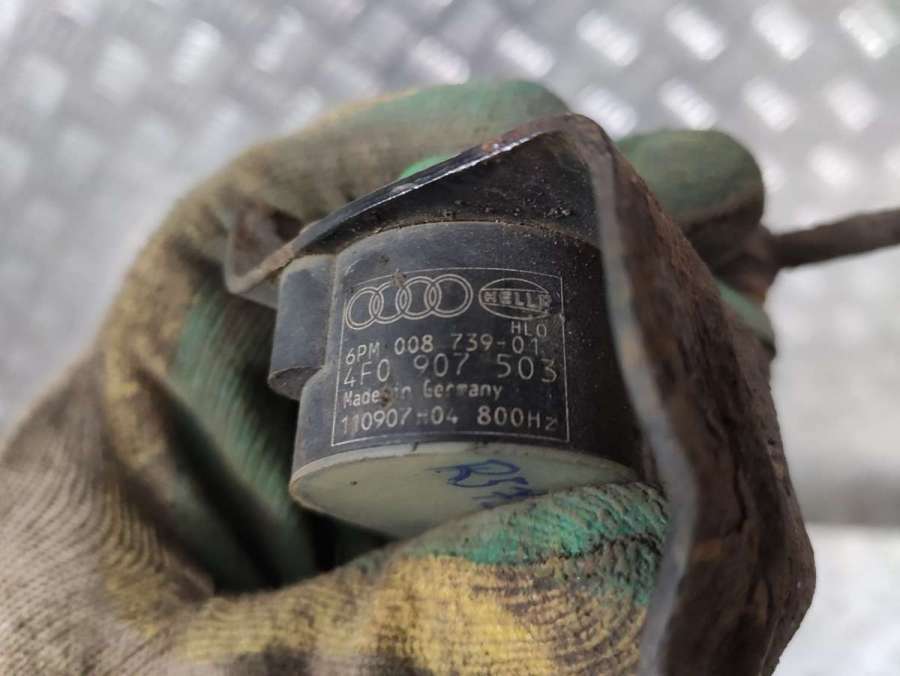 HELLA
HLO
6PM 008 739-01
4F0 907 503
Made in Germany
110907-04 800Hz